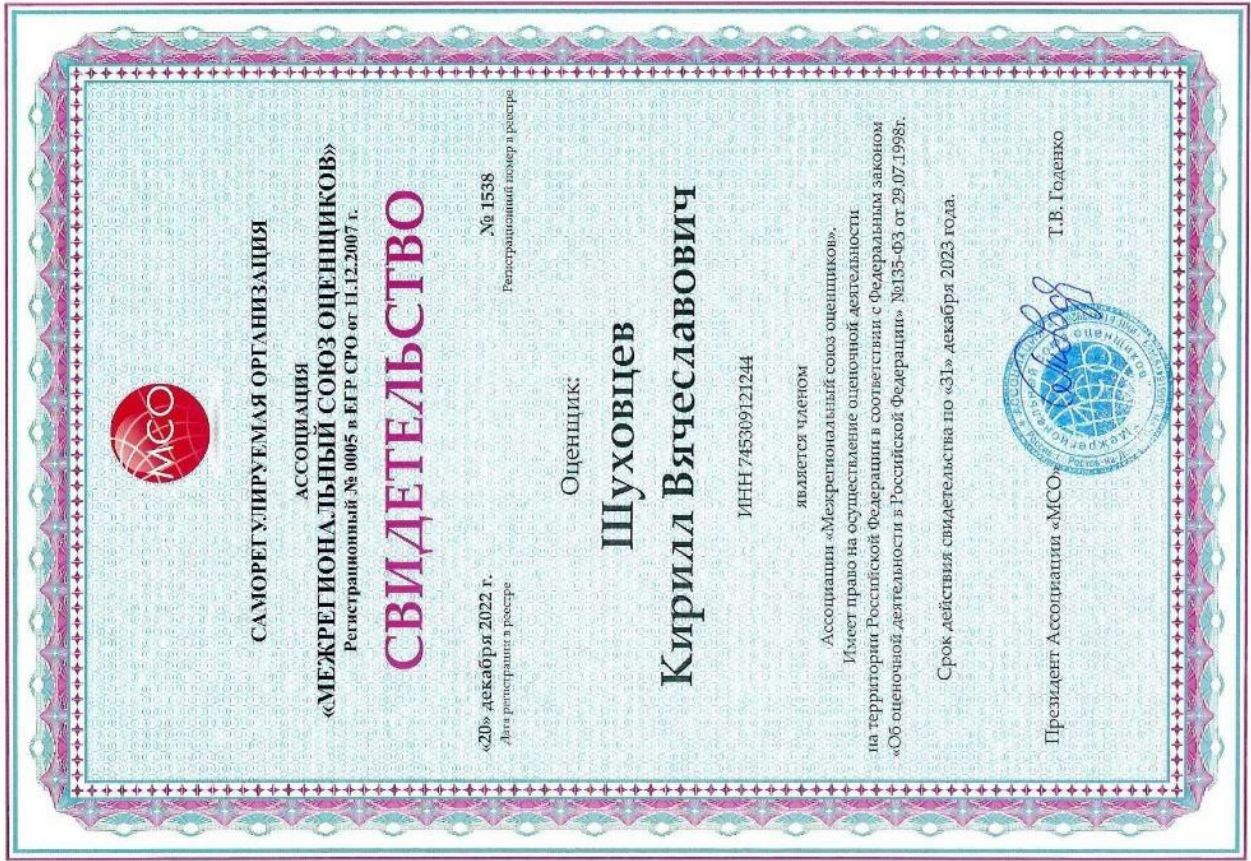 МСО
САМОРЕГУЛИРУЕМАЯ ОРГАНИЗАЦИЯ
АССОЦИАЦИЯ
«МЕЖРЕГИОНАЛЬНЫЙ СОЮЗ ОЦЕНЩИКОВ»
Регистрационный № 0005 в ЕГР СРО от 11.12.2007 г.
СВИДЕТЕЛЬСТВО
«20» декабря 2022 г.
Дата регистрации в реестре
№ 1538
Регистрационный номер в реестре
Оценщик:
Шуховцев
Кирилл Вячеславович
ИНН 745309121244
является членом
Ассоциации «Межрегиональный союз оценщиков».
Имеет право на осуществление оценочной деятельности
на территории Российской Федерации в соответствии с Федеральным законом
«Об оценочной деятельности в Российской Федерации» №135-ФЗ от 29.07.1998г.
Срок действия свидетельства по «31» декабря 2023 года.
Президент Ассоциации «МСО»
Т.В. Годенко